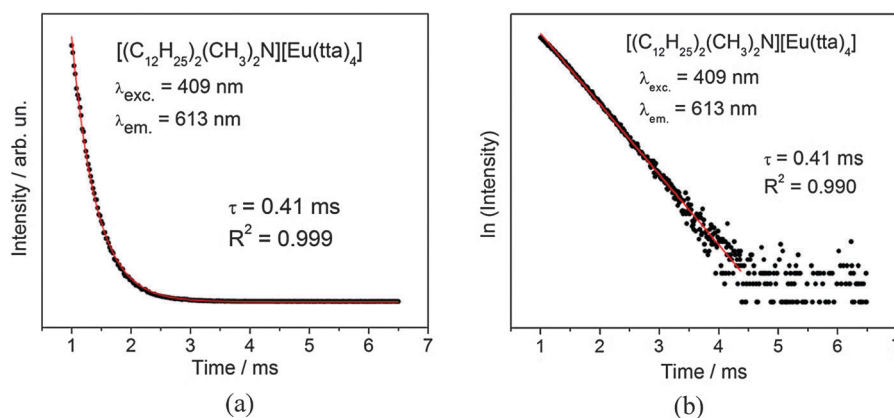 [(C₁₂H₂₅)₂(CH₃)₂N][Eu(tta)₄]
λexc. = 409 nm
λem. = 613 nm
τ = 0.41 ms
R² = 0.999
Intensity / arb. un.
1 2 3 4 5 6 7
Time / ms
(a)
[(C₁₂H₂₅)₂(CH₃)₂N][Eu(tta)₄]
λexc. = 409 nm
λem. = 613 nm
τ = 0.41 ms
R² = 0.990
ln (Intensity)
1 2 3 4 5 6 7
Time / ms
(b)